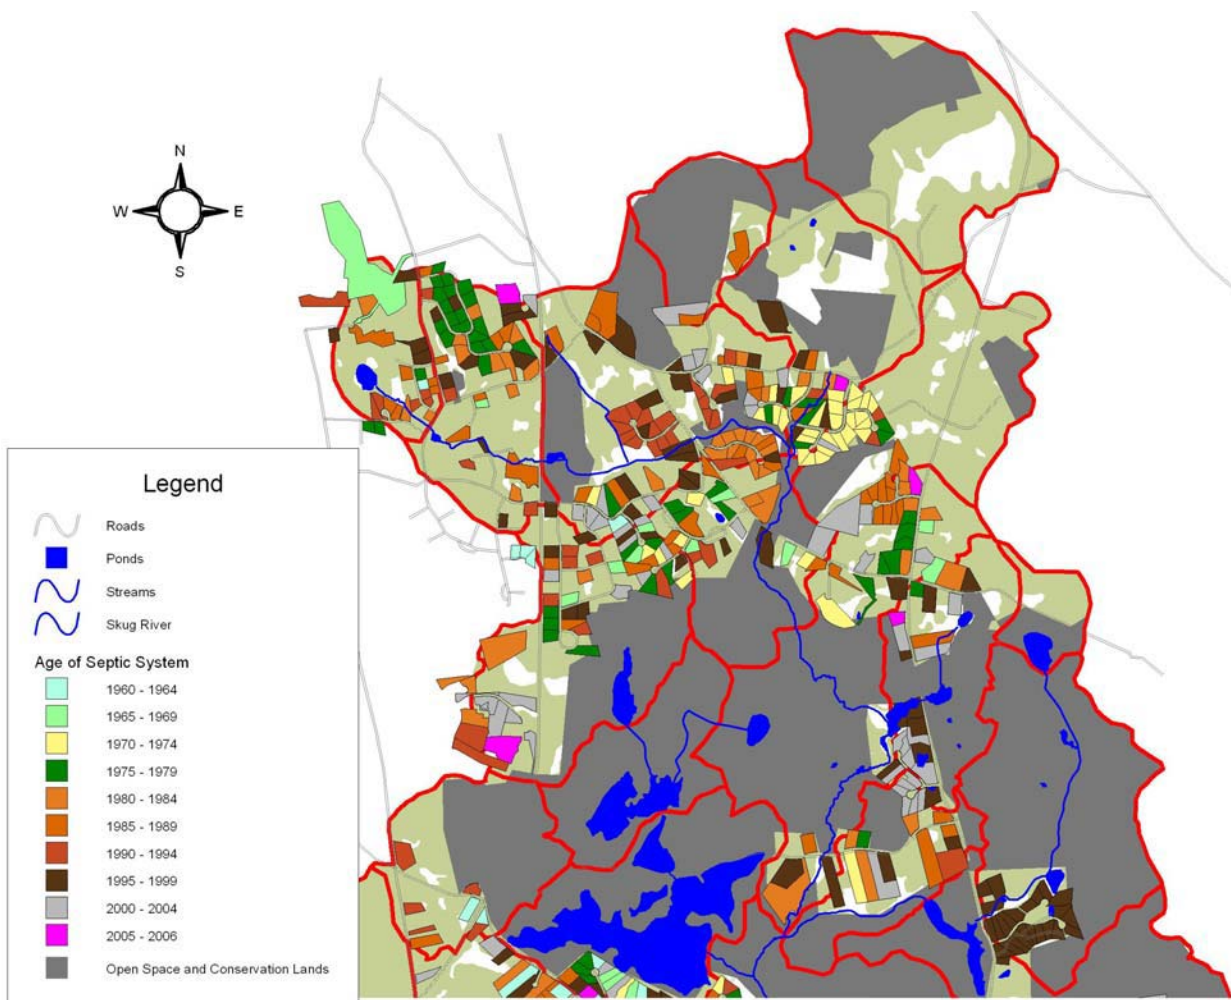 N
W E
S
Legend
Roads
Ponds
Streams
Skug River
Age of Septic System
1960 - 1964
1965 - 1969
1970 - 1974
1975 - 1979
1980 - 1984
1985 - 1989
1990 - 1994
1995 - 1999
2000 - 2004
2005 - 2006
Open Space and Conservation Lands